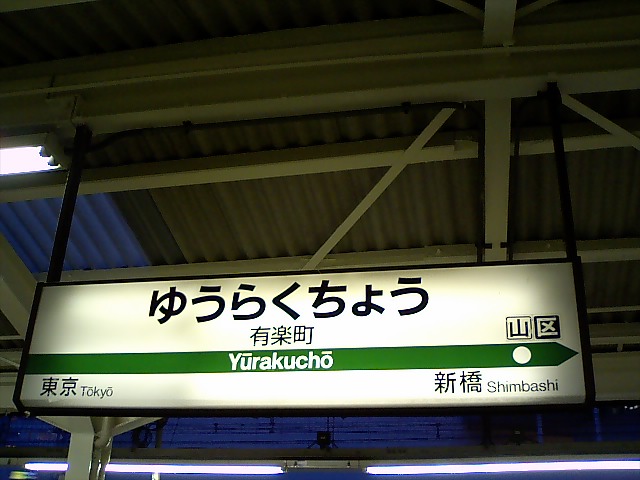 ゆうらくちょう
山 区
有楽町
Yūrakuchō
東京 Tōkyō
新橋 Shimbashi